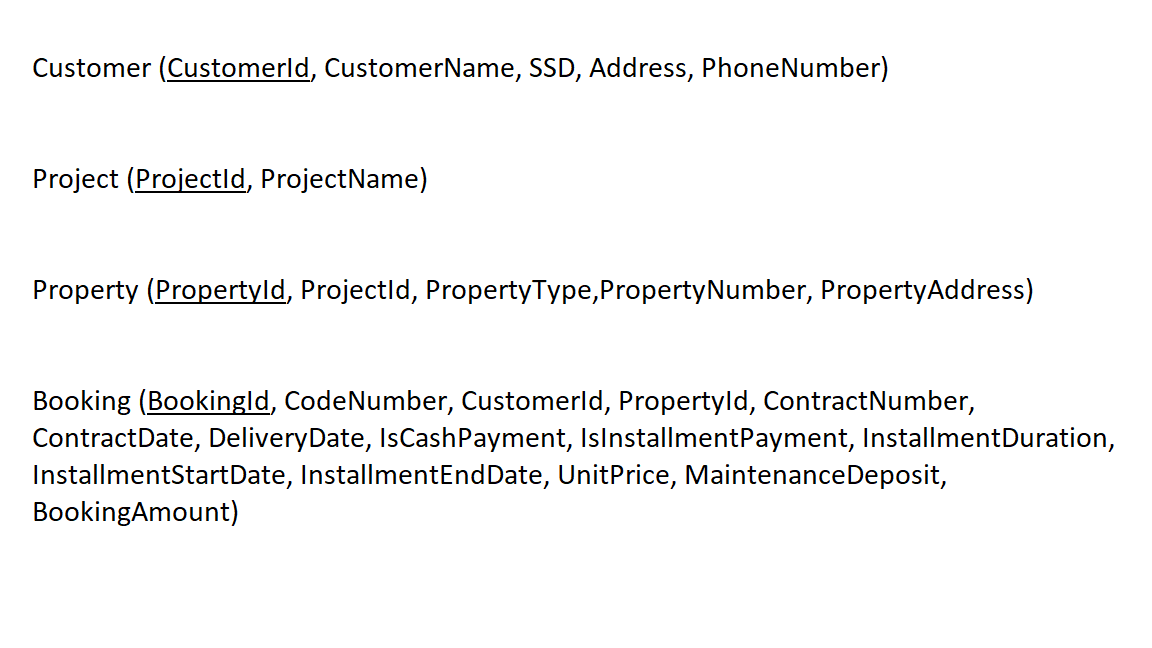 Customer (CustomerId, CustomerName, SSD, Address, PhoneNumber)
Project (ProjectId, ProjectName)
Property (PropertyId, ProjectId, PropertyType,PropertyNumber, PropertyAddress)
Booking (BookingId, CodeNumber, CustomerId, PropertyId, ContractNumber,
ContractDate, DeliveryDate, IsCashPayment, IsInstallmentPayment, InstallmentDuration,
InstallmentStartDate, InstallmentEndDate, UnitPrice, MaintenanceDeposit,
BookingAmount)